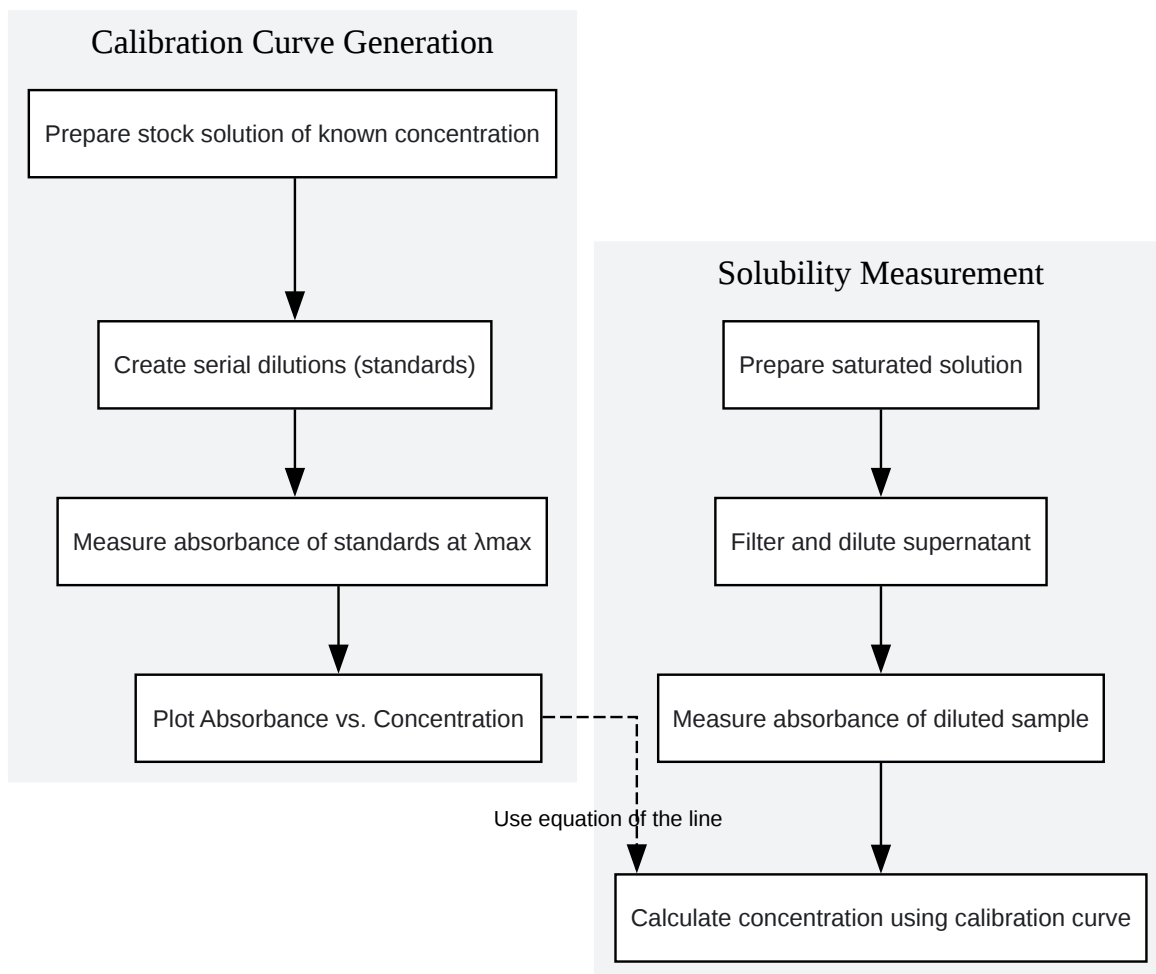 Calibration Curve Generation
Prepare stock solution of known concentration
Create serial dilutions (standards)
Measure absorbance of standards at λmax
Plot Absorbance vs. Concentration
Use equation of the line
Solubility Measurement
Prepare saturated solution
Filter and dilute supernatant
Measure absorbance of diluted sample
Calculate concentration using calibration curve